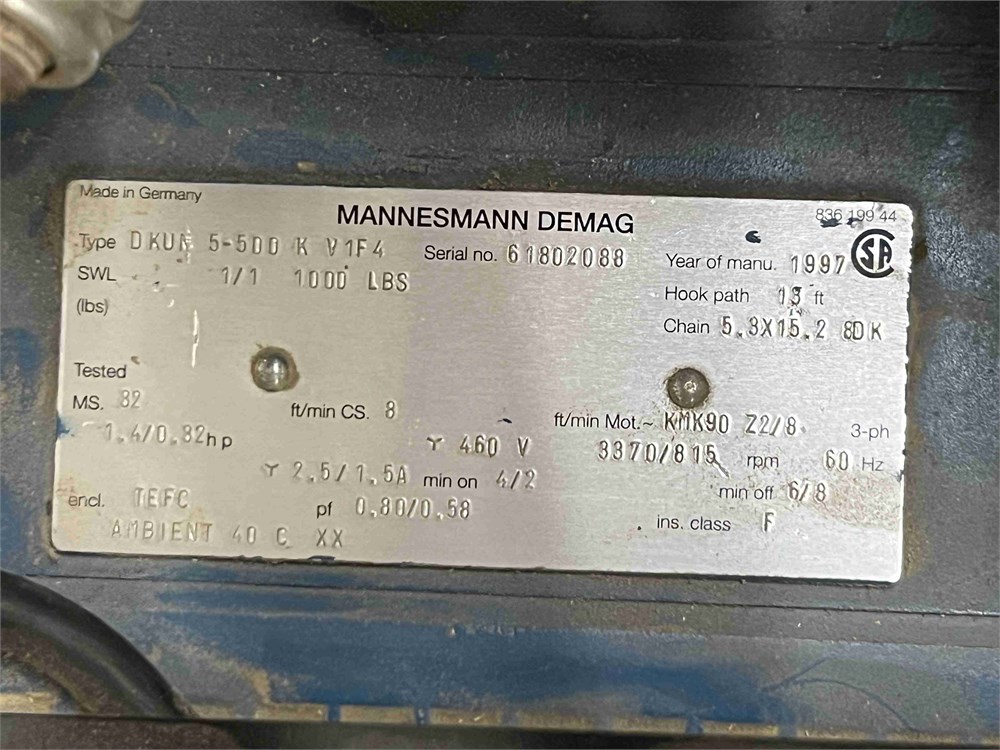 Made in Germany
MANNESMANN DEMAG
836 199 44
Type DKUN 5-500 K V1F4 Serial no. 61802088 Year of manu. 1997 SA
SWL 1/1 1000 LBS Hook path 13 ft
(lbs) Chain 5.3X15.2 8DK
Tested
MS. 32 ft/min CS. 8 ft/min Mot.~ KMK90 Z2/8 3-ph
1.4/0.32hp Y 460 V 3370/815 rpm 60 Hz
Y 2.5/1.5A min on 4/2 min off 6/8
encl. TEFC pf 0,80/0,58 ins. class F
AMBIENT 40 C XX